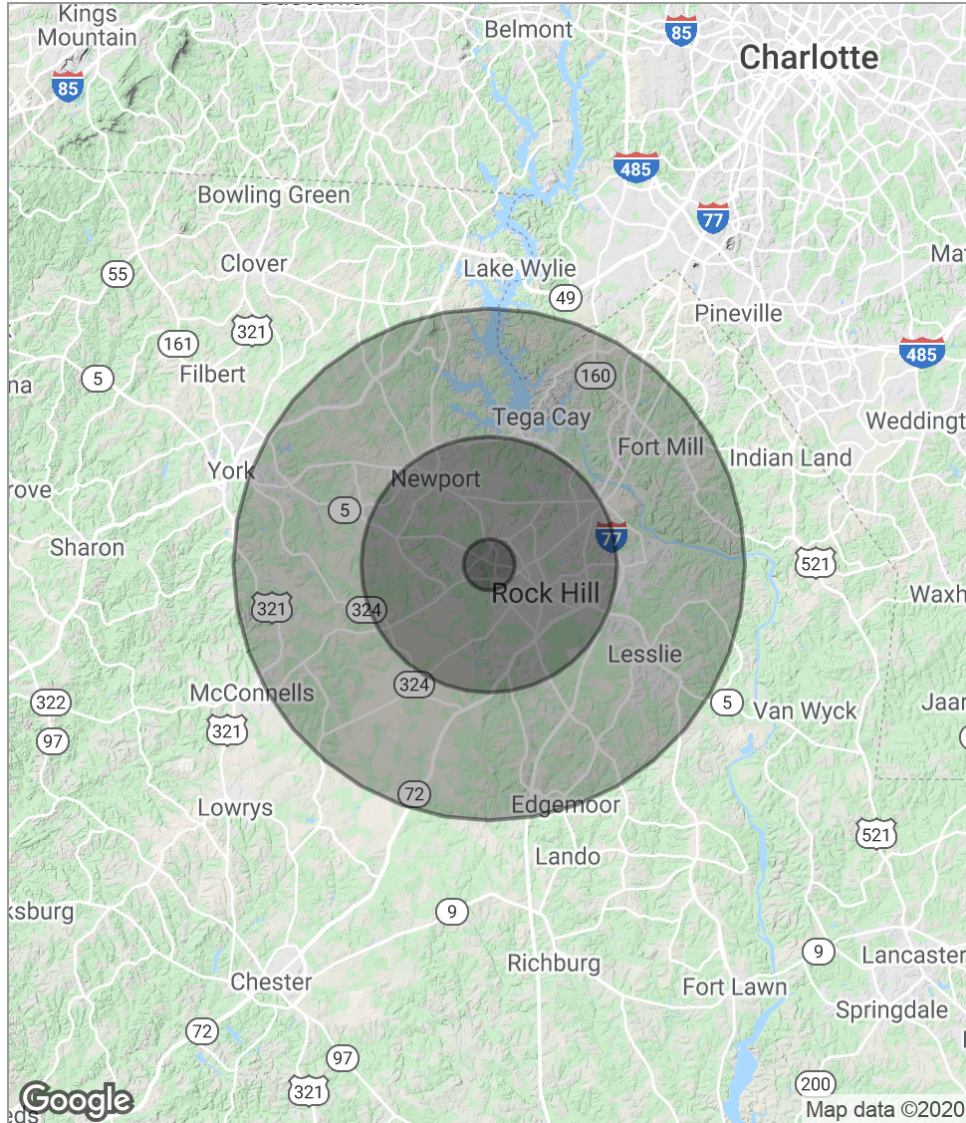 Kings
Mountain
Belmont
85
Charlotte
85
485
Bowling Green
77
Clover
Lake Wylie
55
49
321
Pineville
161
485
5
Filbert
160
Tega Cay
Weddingt
Fort Mill
Indian Land
York
Newport
rove
5
77
Sharon
521
Rock Hill
Waxh
321
324
Lesslie
324
McConnells
322
5
Van Wyck
Jaar
321
97
72
Edgemoor
Lowrys
521
Lando
ksburg
9
9
Lancaster
Richburg
Chester
Fort Lawn
Springdale
72
97
321
200
Google
Map data ©2020